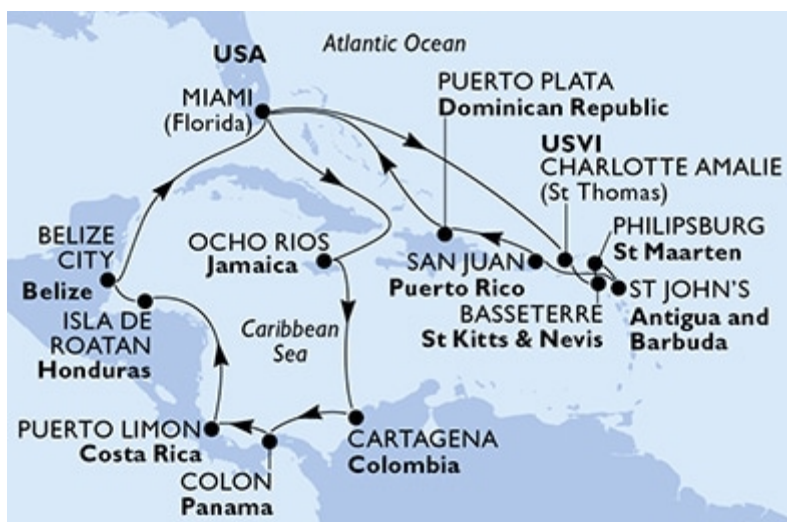 USA
Atlantic Ocean
MIAMI
(Florida)
PUERTO PLATA
Dominican Republic
USVI
CHARLOTTE AMALIE
(St Thomas)
PHILIPSBURG
St Maarten
BELIZE
CITY
Belize
OCHO RIOS
Jamaica
SAN JUAN
Puerto Rico
BASSETERRE
St Kitts & Nevis
ST JOHN'S
Antigua and
Barbuda
ISLA DE
ROATAN
Honduras
Caribbean
Sea
PUERTO LIMON
Costa Rica
COLON
Panama
CARTAGENA
Colombia